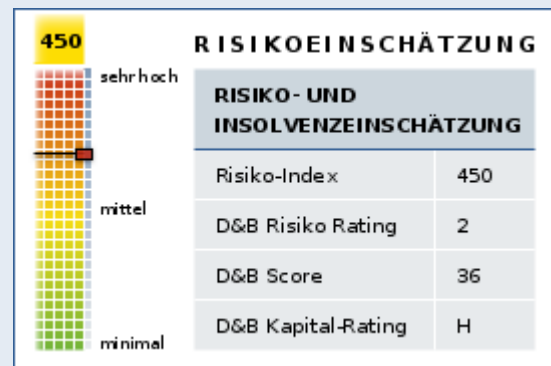 450
RISIKOEINSCHÄTZUNG
sehr hoch
mittel
minimal
RISIKO- UND
INSOLVENZEINSCHÄTZUNG
Risiko-Index 450
D&B Risiko Rating 2
D&B Score 36
D&B Kapital-Rating H